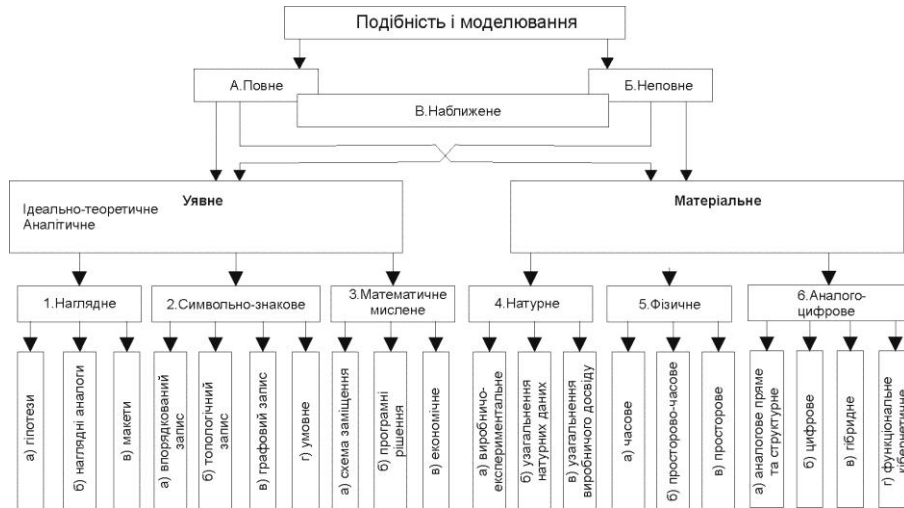 Подібність і моделювання
А.Повне
Б.Неповне
В.Наближене
Уявне
Ідеально-теоретичне
Аналітичне
Матеріальне
1.Наглядне
2.Символьно-знакове
3.Математичне
мислене
4.Натурне
5.Фізичне
6.Аналого-
цифрове
а) гіпотези
б) наглядні аналоги
в) макети
а) впорядкований
запис
б) топологічний
запис
в) графовий запис
ґ) умовне
а) схема заміщення
б) програмні
рішення
в) економічне
а) виробничо-
експериментальне
б) узагальнення
натурних даних
в) узагальнення
виробничого досвіду
а) часове
б) просторово-часове
в) просторове
а) аналогове пряме
та структурне
б) цифрове
в) гібридне
ґ) функціональне
кібернетичне